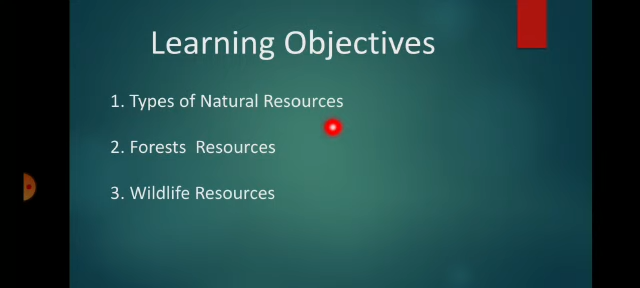 Learning Objectives
1. Types of Natural Resources
2. Forests  Resources
3. Wildlife Resources